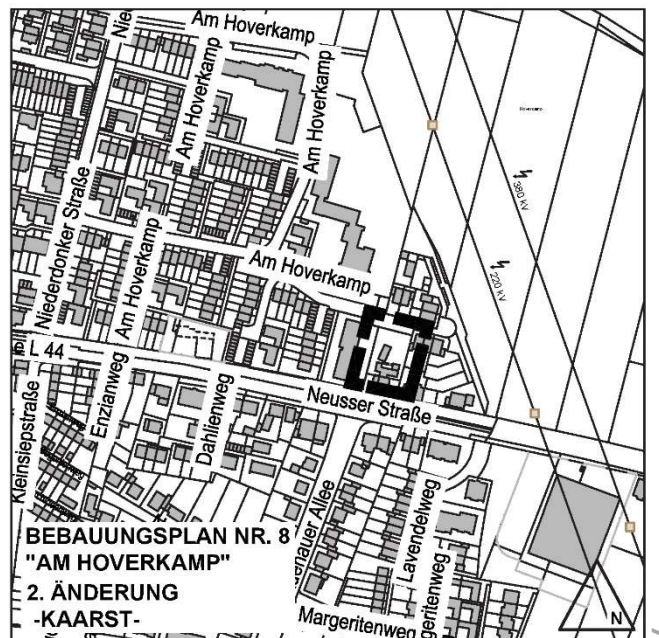 Am Hoverkamp
Am Hoverkamp
Am Hoverkamp
Niederdonker Straße
Am Hoverkamp
Am Hoverkamp
380 kV
220 kV
L 44
Neusser Straße
Kleinsiepstraße
Enzianweg
Dahlienweg
Lavendelweg
Margeritenweg
N
BEBAUUNGSPLAN NR. 8
"AM HOVERKAMP"
2. ÄNDERUNG
-KAARST-